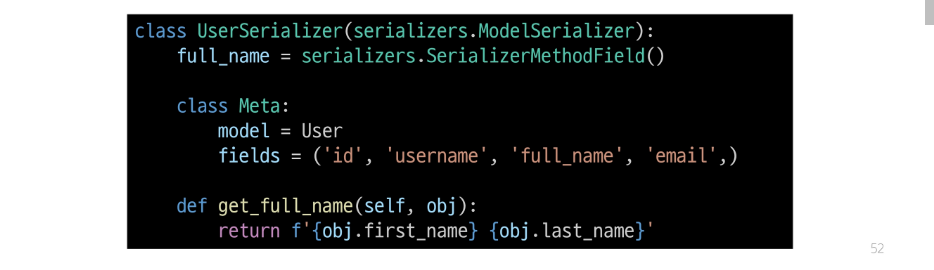 class UserSerializer(serializers.ModelSerializer):
    full_name = serializers.SerializerMethodField()

    class Meta:
        model = User
        fields = ('id', 'username', 'full_name', 'email',)

    def get_full_name(self, obj):
        return f'{obj.first_name} {obj.last_name}'
52